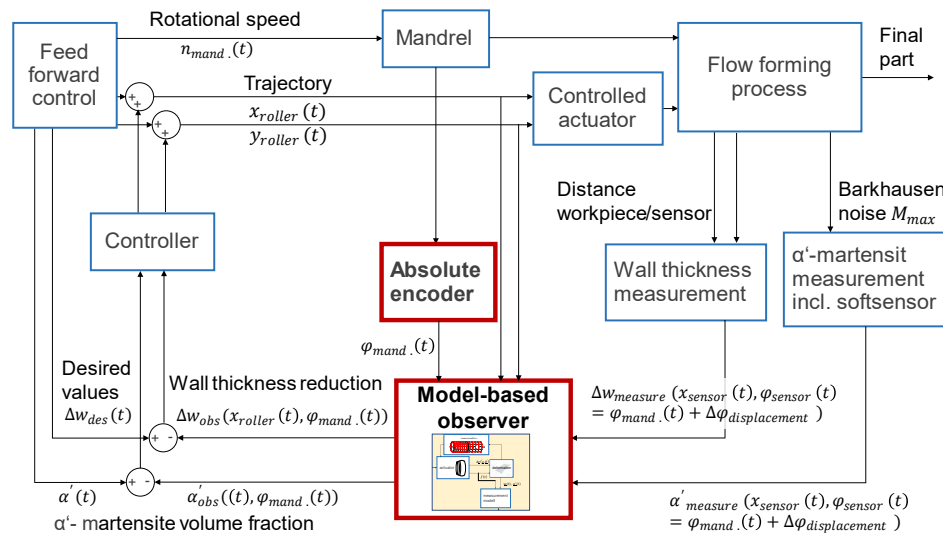 Rotational speed
n_mand.(t)
Feed
forward
control
Mandrel
Flow forming
process
Final
part
Trajectory
x_roller(t)
y_roller(t)
Controlled
actuator
+
+
+
+
Controller
Distance
workpiece/sensor
Barkhausen
noise M_max
Absolute
encoder
Wall thickness
measurement
α'-martensit
measurement
incl. softsensor
φ_mand.(t)
Desired
values
Δw_des(t)
Wall thickness reduction
Δw_obs(x_roller(t), φ_mand.(t))
Model-based
observer
Δw_measure (x_sensor(t), φ_sensor(t)
= φ_mand.(t) + Δφ_displacement )
+ -
+ -
α'(t)
α'_obs((t), φ_mand.(t))
α'- martensite volume fraction
α'_measure (x_sensor(t), φ_sensor(t)
= φ_mand.(t) + Δφ_displacement )
measurement